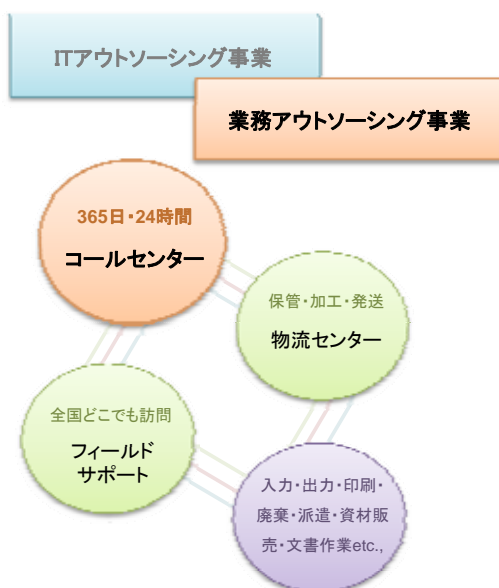 ITアウトソーシング事業
業務アウトソーシング事業
365日・24時間
コールセンター
保管・加工・発送
物流センター
全国どこでも訪問
フィールド
サポート
入力・出力・印刷・
廃棄・派遣・資材販
売・文書作業etc.,